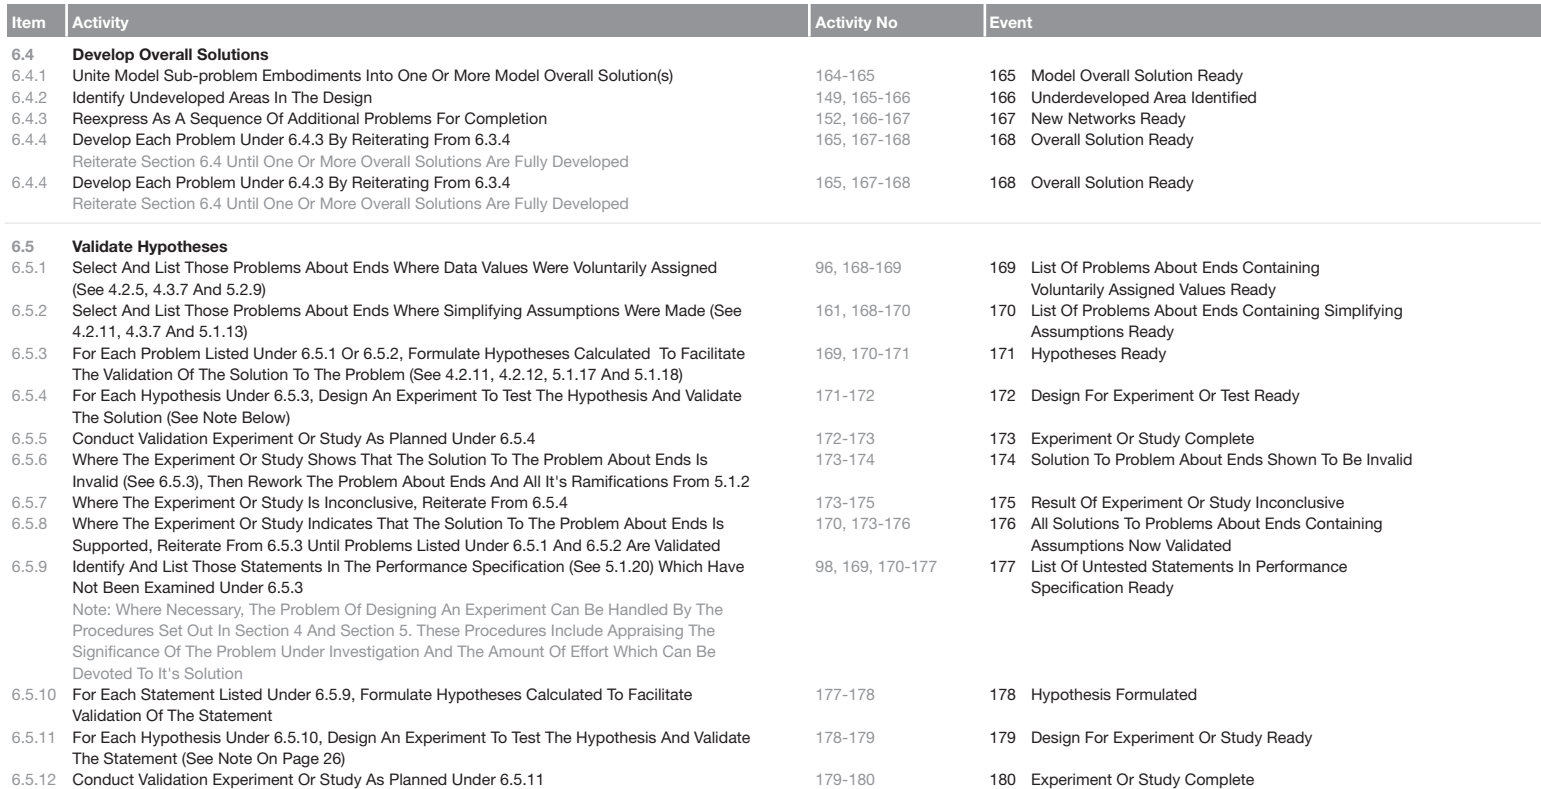 Item Activity Activity No Event
6.4 Develop Overall Solutions
6.4.1 Unite Model Sub-problem Embodiments Into One Or More Model Overall Solution(s) 164-165 165 Model Overall Solution Ready
6.4.2 Identify Undeveloped Areas In The Design 149, 165-166 166 Underdeveloped Area Identified
6.4.3 Reexpress As A Sequence Of Additional Problems For Completion 152, 166-167 167 New Networks Ready
6.4.4 Develop Each Problem Under 6.4.3 By Reiterating From 6.3.4 165, 167-168 168 Overall Solution Ready
Reiterate Section 6.4 Until One Or More Overall Solutions Are Fully Developed
6.4.4 Develop Each Problem Under 6.4.3 By Reiterating From 6.3.4 165, 167-168 168 Overall Solution Ready
Reiterate Section 6.4 Until One Or More Overall Solutions Are Fully Developed
6.5 Validate Hypotheses
6.5.1 Select And List Those Problems About Ends Where Data Values Were Voluntarily Assigned 96, 168-169 169 List Of Problems About Ends Containing
(See 4.2.5, 4.3.7 And 5.2.9) Voluntarily Assigned Values Ready
6.5.2 Select And List Those Problems About Ends Where Simplifying Assumptions Were Made (See 161, 168-170 170 List Of Problems About Ends Containing Simplifying
4.2.11, 4.3.7 And 5.1.13) Assumptions Ready
6.5.3 For Each Problem Listed Under 6.5.1 Or 6.5.2, Formulate Hypotheses Calculated To Facilitate 169, 170-171 171 Hypotheses Ready
The Validation Of The Solution To The Problem (See 4.2.11, 4.2.12, 5.1.17 And 5.1.18)
6.5.4 For Each Hypothesis Under 6.5.3, Design An Experiment To Test The Hypothesis And Validate 171-172 172 Design For Experiment Or Test Ready
The Solution (See Note Below)
6.5.5 Conduct Validation Experiment Or Study As Planned Under 6.5.4 172-173 173 Experiment Or Study Complete
6.5.6 Where The Experiment Or Study Shows That The Solution To The Problem About Ends Is 173-174 174 Solution To Problem About Ends Shown To Be Invalid
Invalid (See 6.5.3), Then Rework The Problem About Ends And All It's Ramifications From 5.1.2
6.5.7 Where The Experiment Or Study Is Inconclusive, Reiterate From 6.5.4 173-175 175 Result Of Experiment Or Study Inconclusive
6.5.8 Where The Experiment Or Study Indicates That The Solution To The Problem About Ends Is 170, 173-176 176 All Solutions To Problems About Ends Containing
Supported, Reiterate From 6.5.3 Until Problems Listed Under 6.5.1 And 6.5.2 Are Validated Assumptions Now Validated
6.5.9 Identify And List Those Statements In The Performance Specification (See 5.1.20) Which Have 98, 169, 170-177 177 List Of Untested Statements In Performance
Not Been Examined Under 6.5.3 Specification Ready
Note: Where Necessary, The Problem Of Designing An Experiment Can Be Handled By The
Procedures Set Out In Section 4 And Section 5. These Procedures Include Appraising The
Significance Of The Problem Under Investigation And The Amount Of Effort Which Can Be
Devoted To It's Solution
6.5.10 For Each Statement Listed Under 6.5.9, Formulate Hypotheses Calculated To Facilitate 177-178 178 Hypothesis Formulated
Validation Of The Statement
6.5.11 For Each Hypothesis Under 6.5.10, Design An Experiment To Test The Hypothesis And Validate 178-179 179 Design For Experiment Or Study Ready
The Statement (See Note On Page 26)
6.5.12 Conduct Validation Experiment Or Study As Planned Under 6.5.11 179-180 180 Experiment Or Study Complete